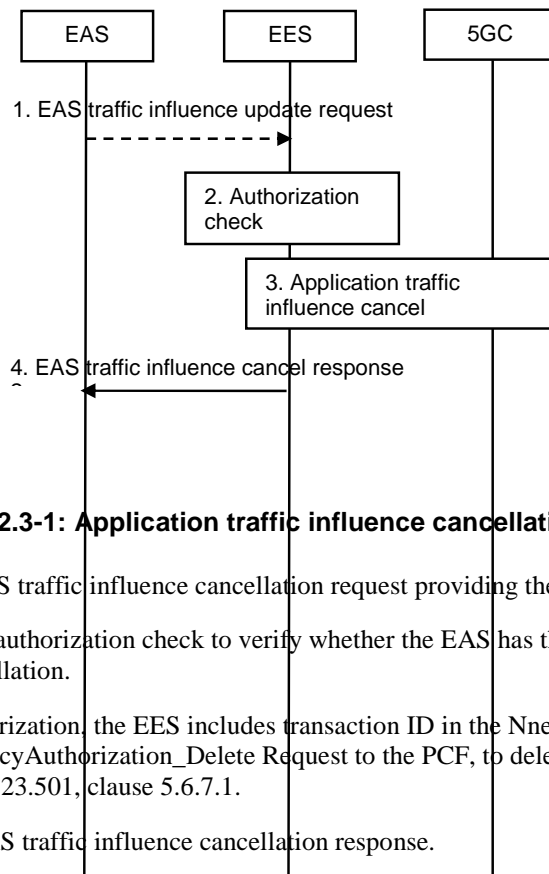 EAS EES 5GC
1. EAS traffic influence update request
2. Authorization
check
3. Application traffic
influence cancel
4. EAS traffic influence cancel response
2.3-1: Application traffic influence cancellati
S traffic influence cancellation request providing the
authorization check to verify whether the EAS has t
llation.
rization, the EES includes transaction ID in the Nne
cyAuthorization_Delete Request to the PCF, to dele
23.501, clause 5.6.7.1.
S traffic influence cancellation response.